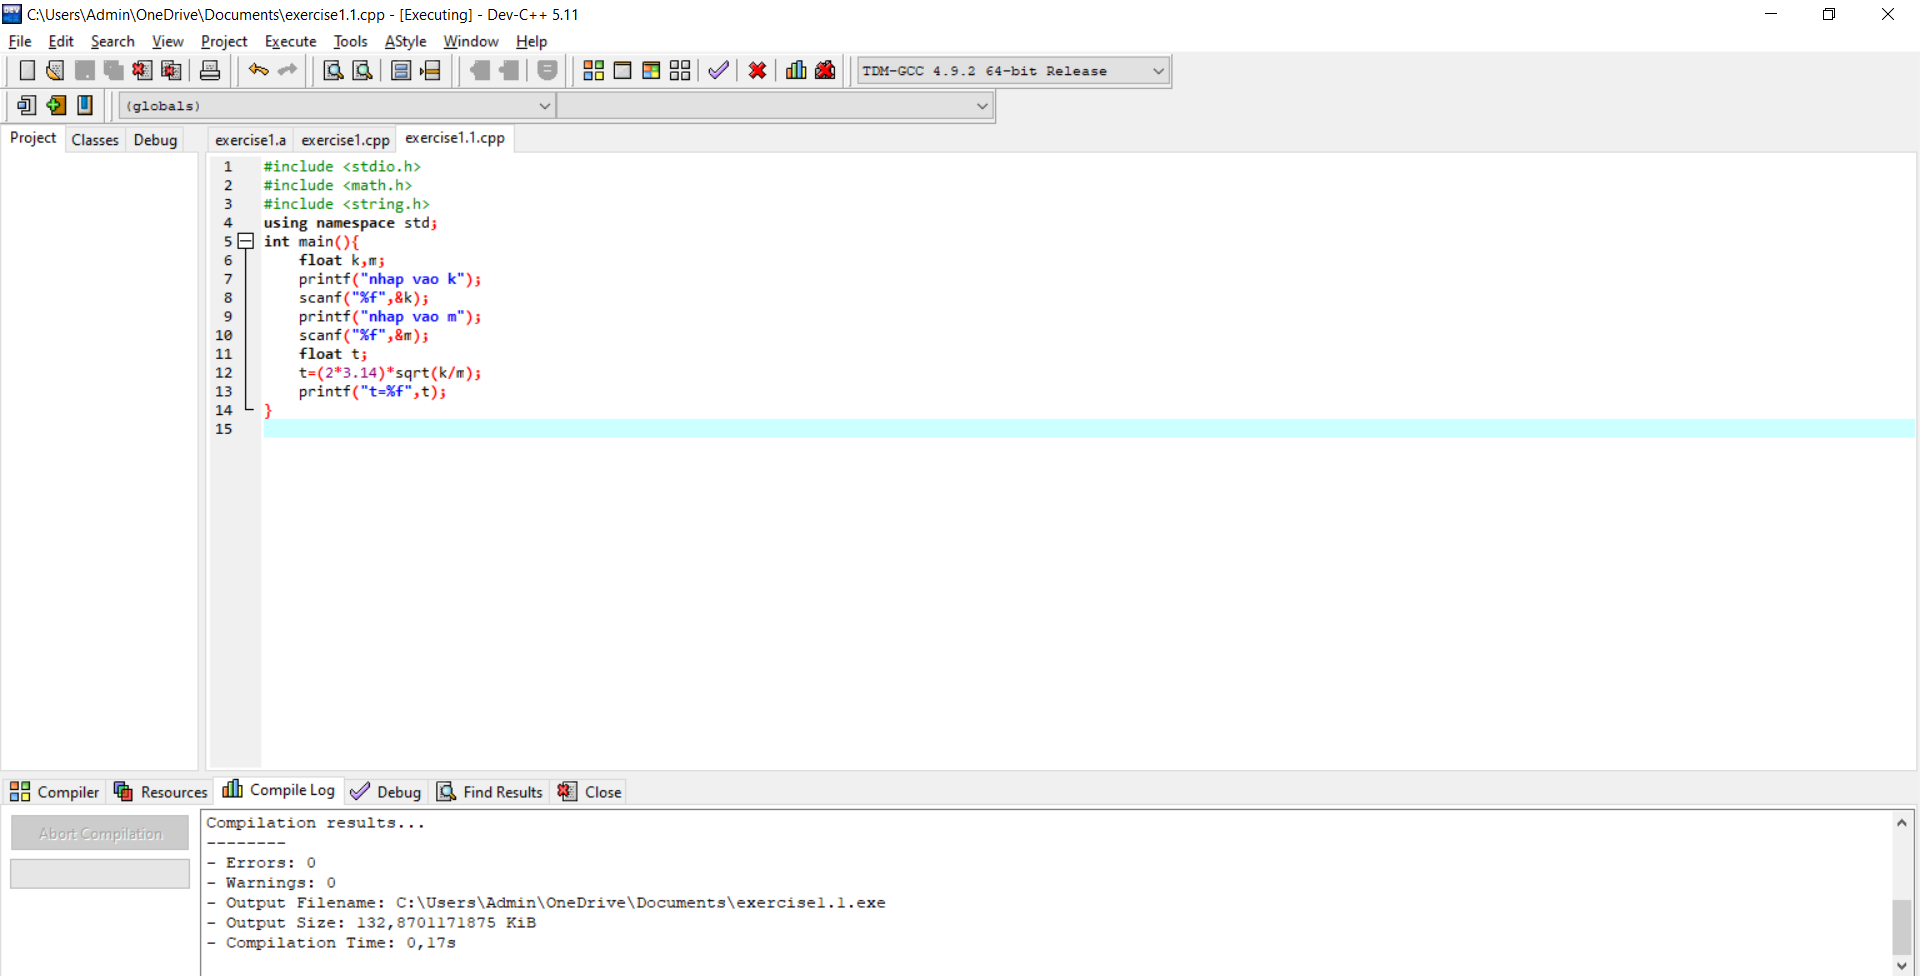 C:\Users\Admin\OneDrive\Documents\exercise1.1.cpp - [Executing] - Dev-C++ 5.11
File Edit Search View Project Execute Tools AStyle Window Help
TDM-GCC 4.9.2 64-bit Release
(globals)
Project Classes Debug exercise1.a exercise1.cpp exercise1.1.cpp
1 #include <stdio.h>
2 #include <math.h>
3 #include <string.h>
4 using namespace std;
5 int main(){
6 float k,m;
7 printf("nhap vao k");
8 scanf("%f",&k);
9 printf("nhap vao m");
10 scanf("%f",&m);
11 float t;
12 t=(2*3.14)*sqrt(k/m);
13 printf("t=%f",t);
14 }
15
Compiler Resources Compile Log Debug Find Results Close
Abort Compilation
Compilation results...
--------
- Errors: 0
- Warnings: 0
- Output Filename: C:\Users\Admin\OneDrive\Documents\exercise1.1.exe
- Output Size: 132,8701171875 KiB
- Compilation Time: 0,17s